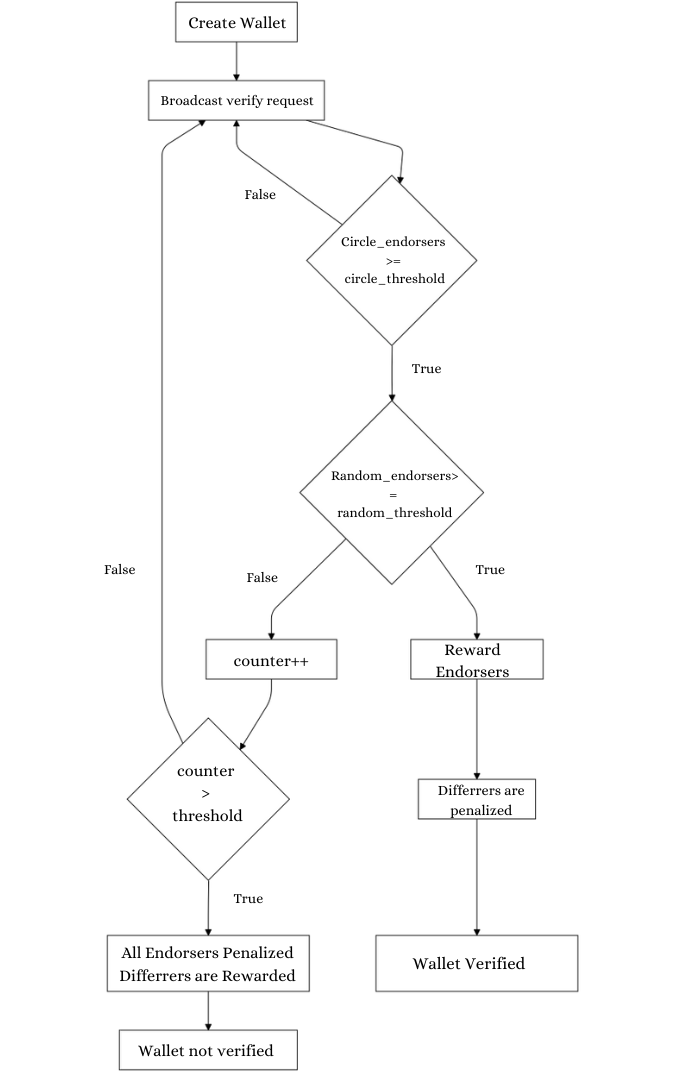 Create Wallet
Broadcast verify request
False
Circle_endorsers
>=
circle_threshold
True
Random_endorsers>
=
random_threshold
False
False
True
counter++
Reward
Endorsers
counter
>
threshold
Differrers are
penalized
True
All Endorsers Penalized
Differrers are Rewarded
Wallet Verified
Wallet not verified